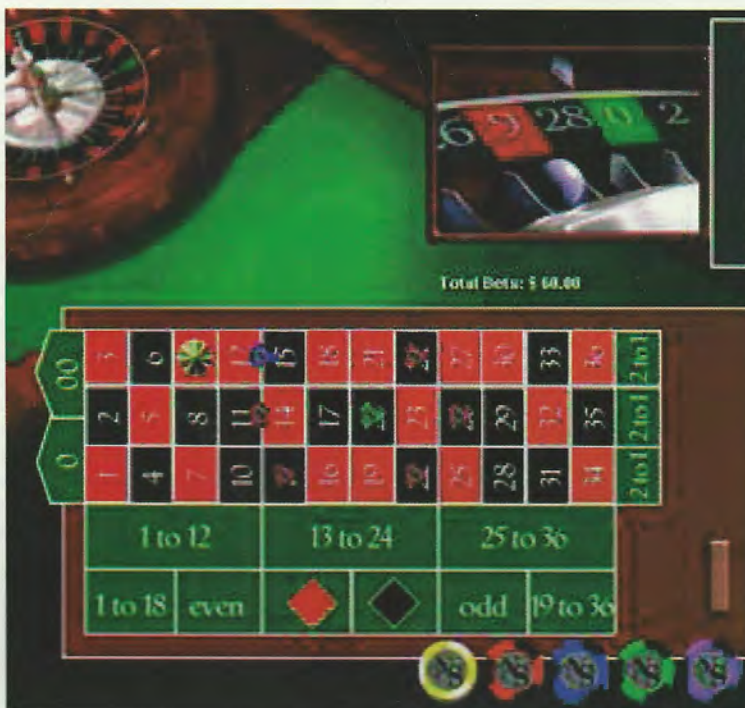 6 9 28 0 2
Total Bets: $ 60.00
00 3 6 12 15 18 21 27 30 33 36 2 to 1
2 5 8 11 14 17 23 29 32 35 2 to 1
0 1 4 7 10 16 19 22 25 28 31 34 2 to 1
1 to 12 13 to 24 25 to 36
1 to 18 even odd 19 to 36